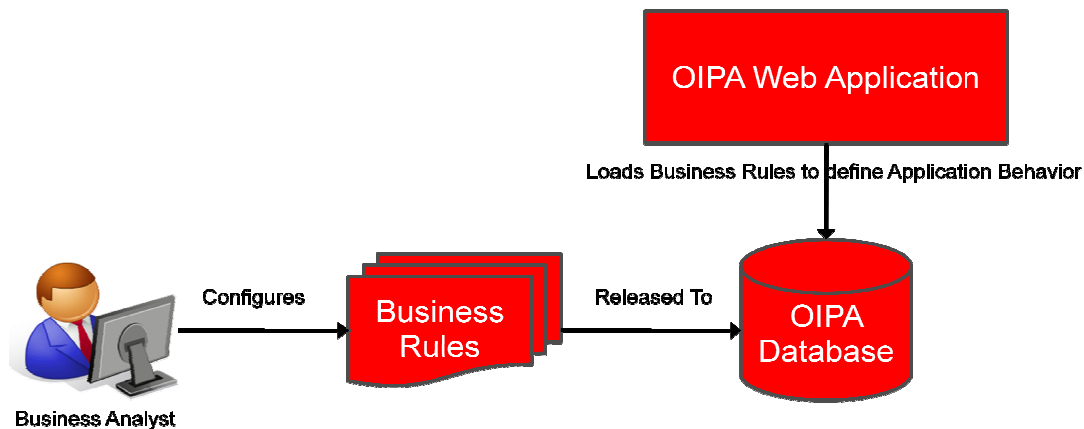 OIPA Web Application
Loads Business Rules to define Application Behavior
Configures
Business
Rules
Released To
OIPA
Database
Business Analyst